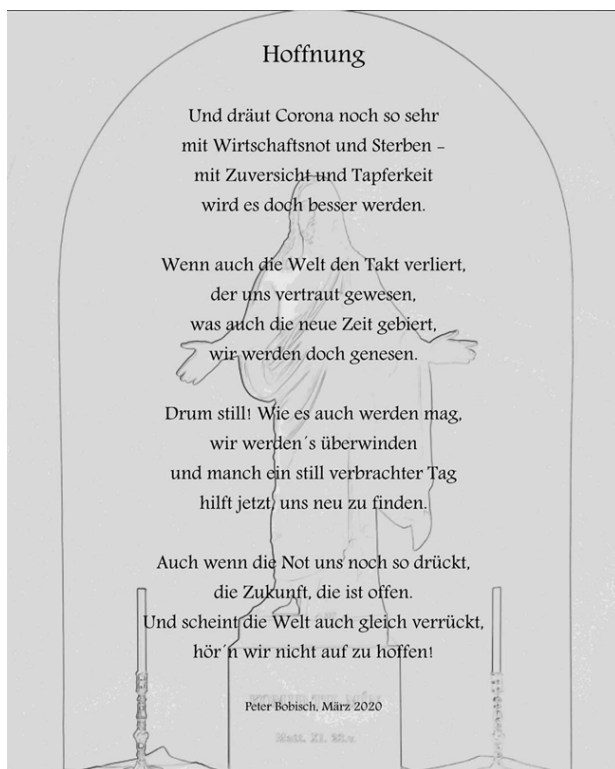 Hoffnung
Und dräut Corona noch so sehr
mit Wirtschaftsnot und Sterben –
mit Zuversicht und Tapferkeit
wird es doch besser werden.
Wenn auch die Welt den Takt verliert,
der uns vertraut gewesen,
was auch die neue Zeit gebiert,
wir werden doch genesen.
Drum still! Wie es auch werden mag,
wir werden´s überwinden
und manch ein still verbrachter Tag
hilft jetzt, uns neu zu finden.
Auch wenn die Not uns noch so drückt,
die Zukunft, die ist offen.
Und scheint die Welt auch gleich verrückt,
hör´n wir nicht auf zu hoffen!
Peter Bobisch, März 2020
Matt. XI.